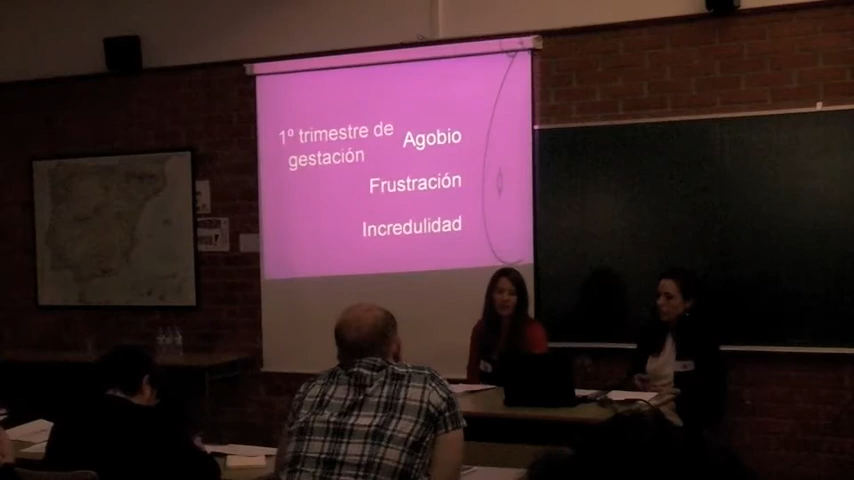 1º trimestre de
gestación
Agobio
Frustración
Incredulidad